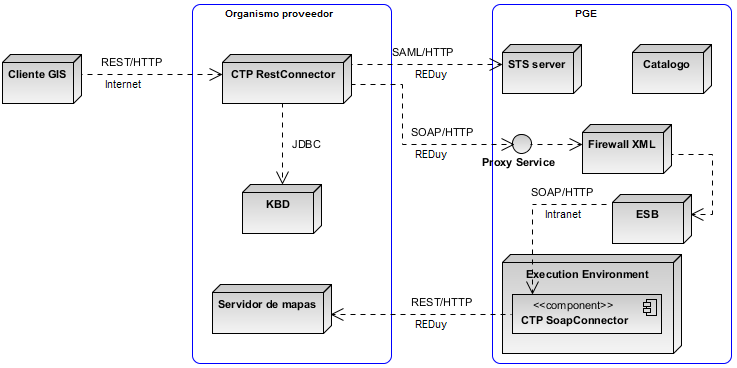 Organismo proveedor
PGE
Cliente GIS
REST/HTTP
Internet
CTP RestConnector
SAML/HTTP
REDuy
STS server
Catalogo
JDBC
SOAP/HTTP
REDuy
Proxy Service
Firewall XML
KBD
SOAP/HTTP
Intranet
ESB
Execution Environment
Servidor de mapas
REST/HTTP
REDuy
<<component>>
CTP SoapConnector